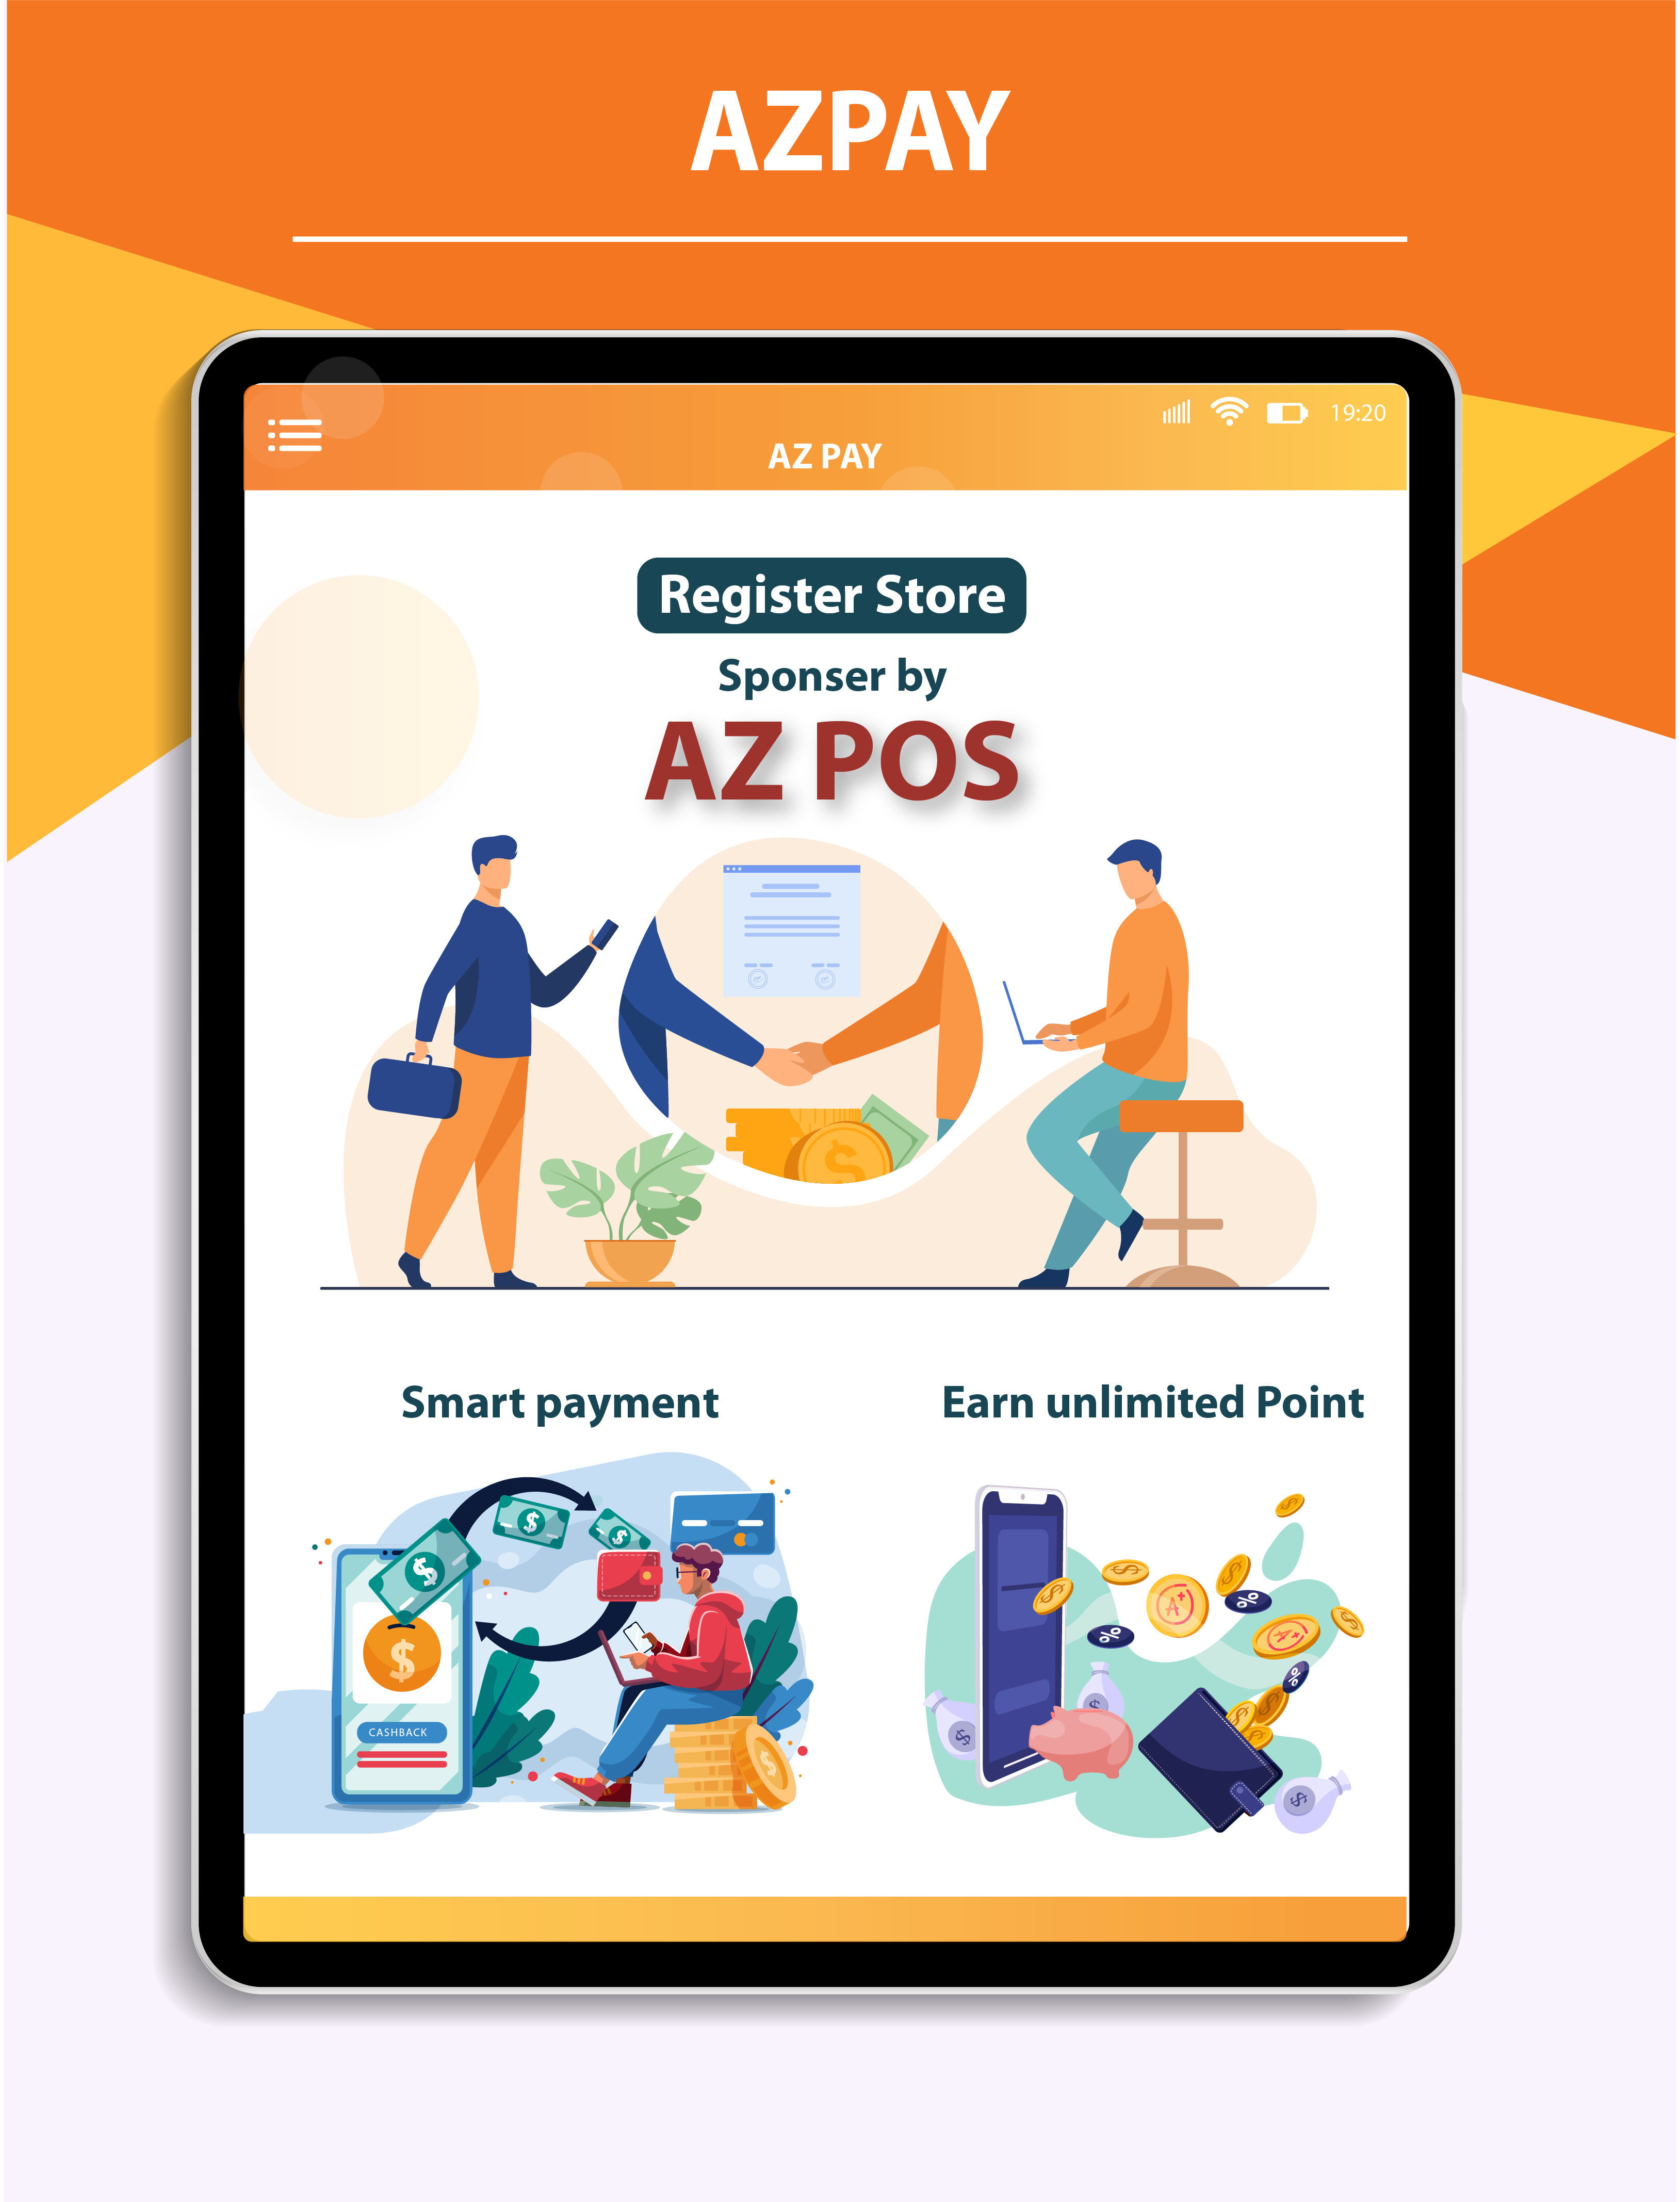 AZPAY
19:20
AZ PAY
Register Store
Sponser by
AZ POS
$
Smart payment
Earn unlimited Point
$
$
$
$
CASHBACK
$
$
$
$
A+
%
%
A+
$
%
$
$
$
$
$
$